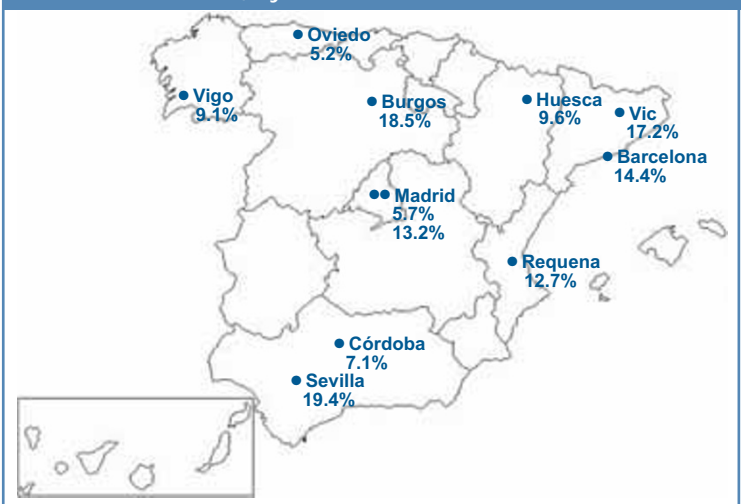 Oviedo
5.2%
Vigo
9.1%
Burgos
18.5%
Huesca
9.6%
Vic
17.2%
Barcelona
14.4%
Madrid
5.7%
13.2%
Requena
12.7%
Córdoba
7.1%
Sevilla
19.4%